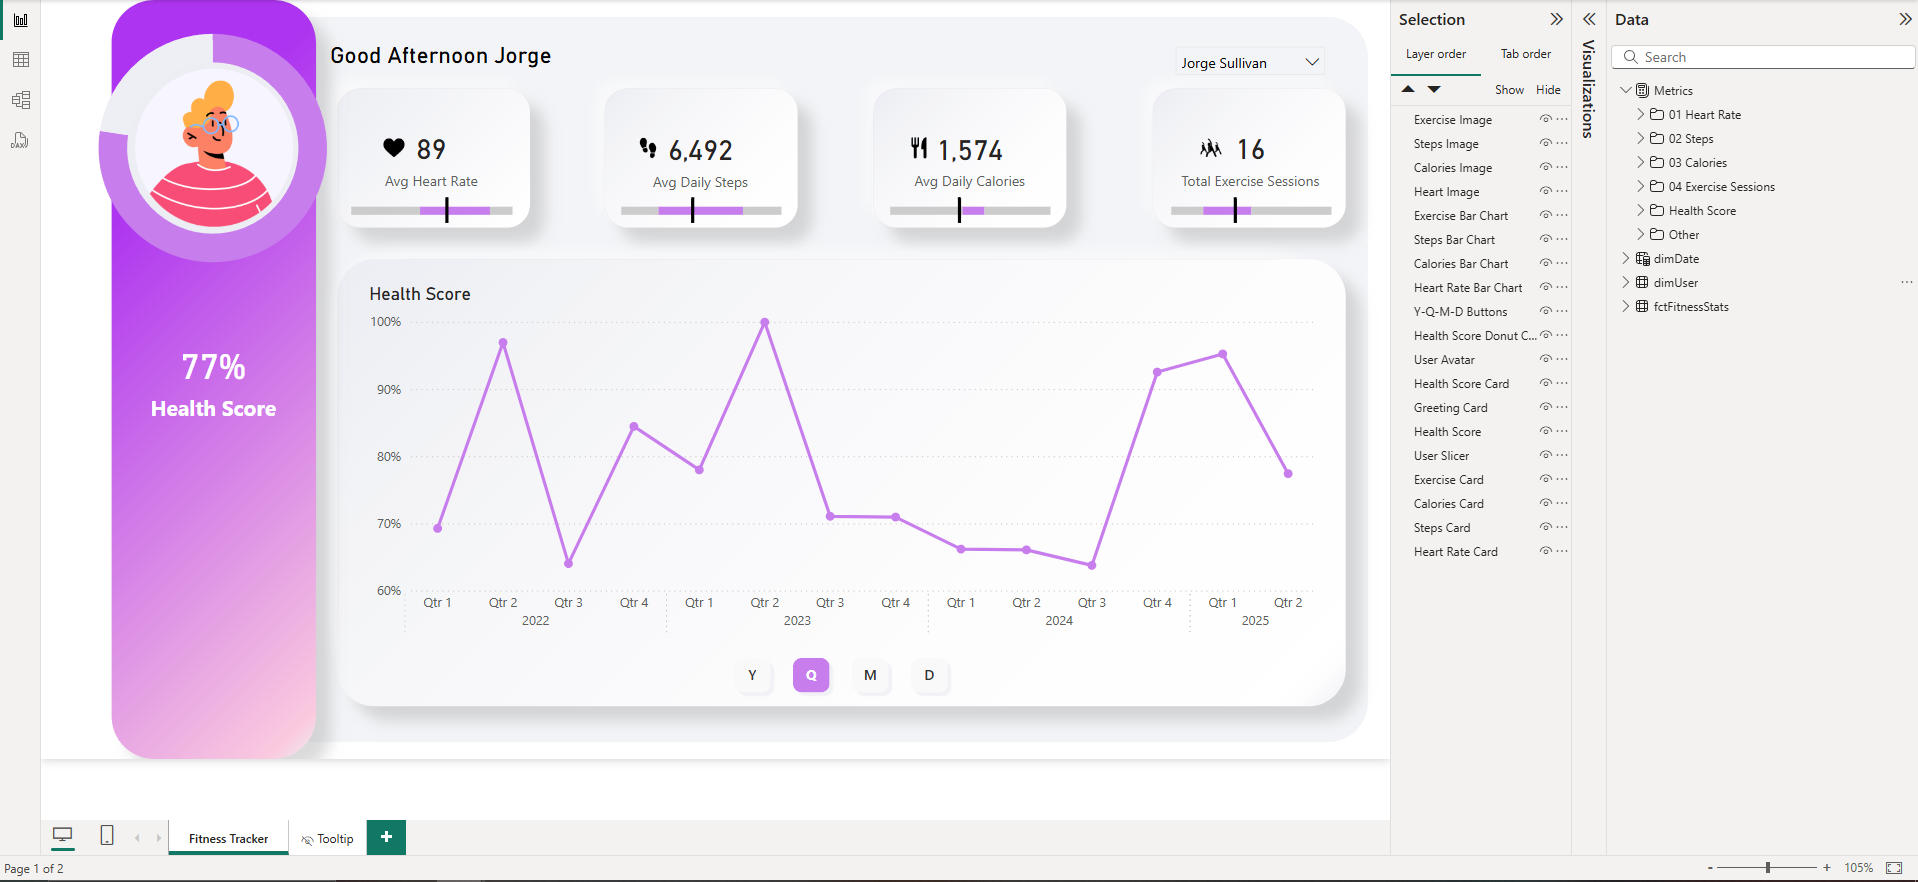 Good Afternoon Jorge
Jorge Sullivan
89
Avg Heart Rate
6,492
Avg Daily Steps
1,574
Avg Daily Calories
16
Total Exercise Sessions
77%
Health Score
Health Score
100%
90%
80%
70%
60%
Qtr 1 Qtr 2 Qtr 3 Qtr 4 Qtr 1 Qtr 2 Qtr 3 Qtr 4 Qtr 1 Qtr 2 Qtr 3 Qtr 4 Qtr 1 Qtr 2
2022 2023 2024 2025
Y Q M D
Selection
Layer order Tab order
Show Hide
Exercise Image
Steps Image
Calories Image
Heart Image
Exercise Bar Chart
Steps Bar Chart
Calories Bar Chart
Heart Rate Bar Chart
Y-Q-M-D Buttons
Health Score Donut C...
User Avatar
Health Score Card
Greeting Card
Health Score
User Slicer
Exercise Card
Calories Card
Steps Card
Heart Rate Card
Visualizations
Data
Search
Metrics
01 Heart Rate
02 Steps
03 Calories
04 Exercise Sessions
Health Score
Other
dimDate
dimUser
fctFitnessStats
Fitness Tracker Tooltip +
Page 1 of 2
- + 105%